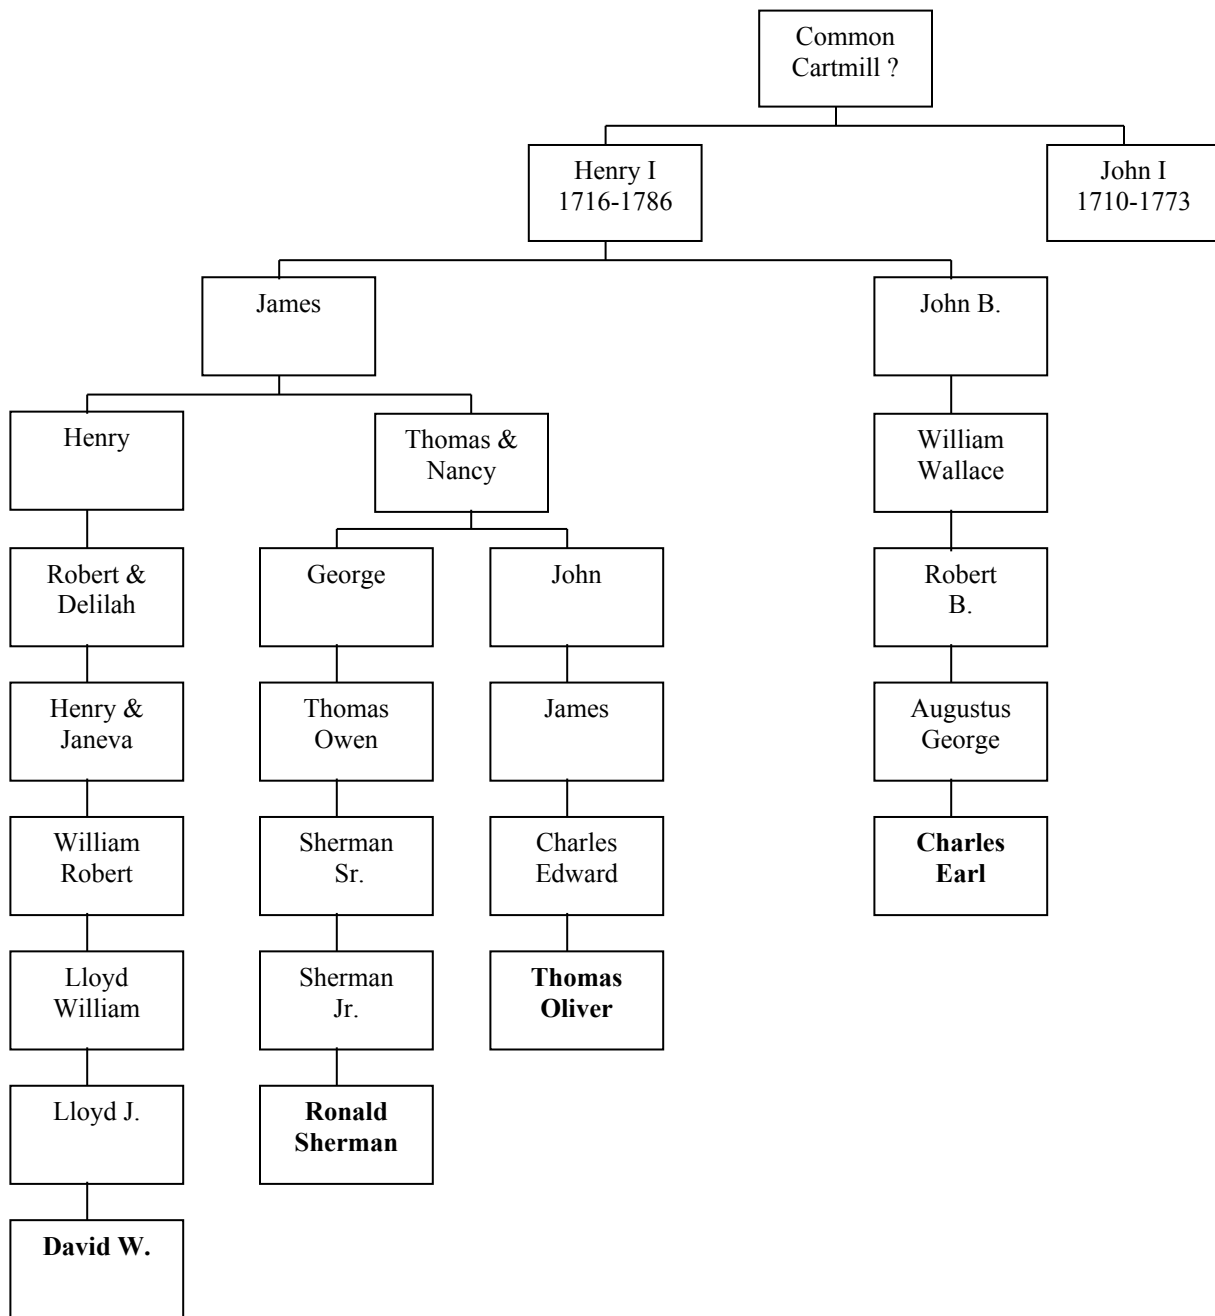 Common
Cartmill ?
Henry I
1716-1786
John I
1710-1773
James
John B.
Henry
Thomas &
Nancy
William
Wallace
Robert &
Delilah
George
John
Robert
B.
Henry &
Janeva
Thomas
Owen
James
Augustus
George
William
Robert
Sherman
Sr.
Charles
Edward
Charles
Earl
Lloyd
William
Sherman
Jr.
Thomas
Oliver
Lloyd J.
Ronald
Sherman
David W.